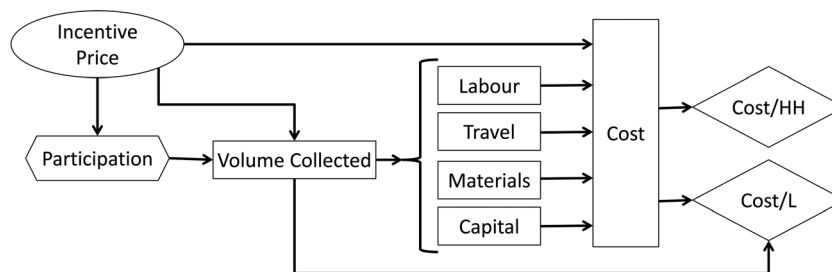 Incentive
Price
Participation
Volume Collected
Labour
Travel
Materials
Capital
Cost
Cost/HH
Cost/L